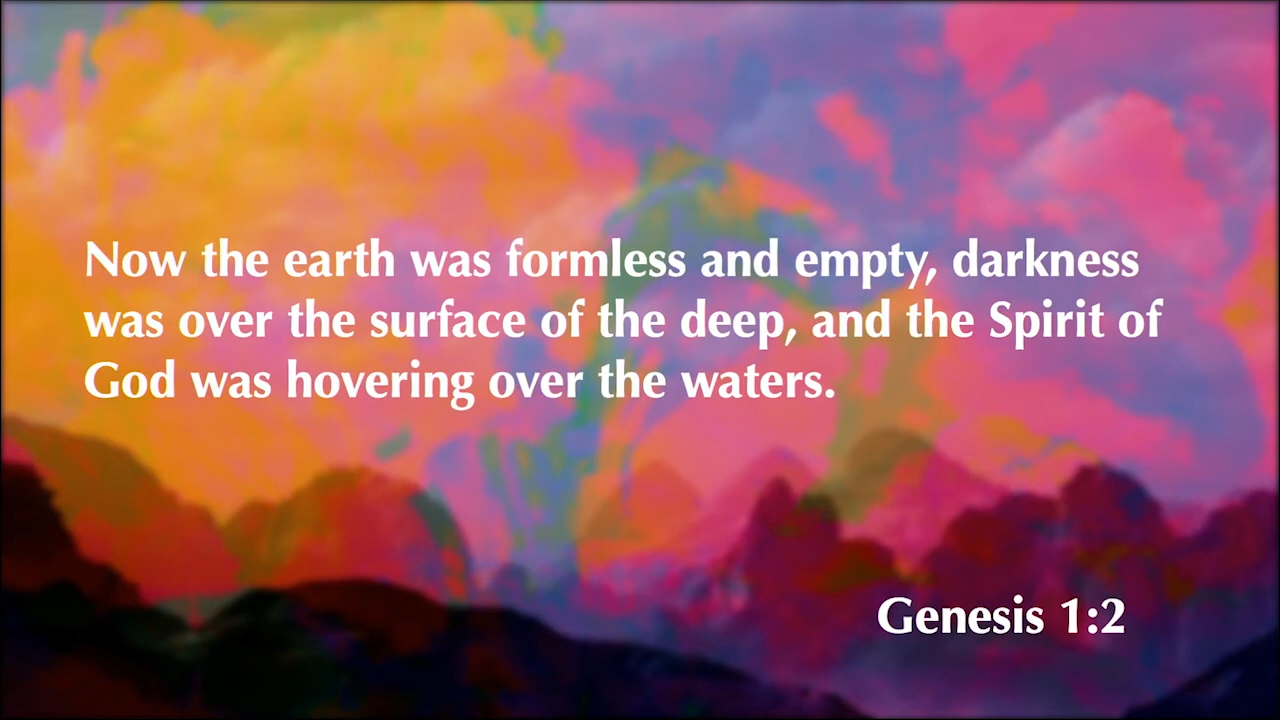 Now the earth was formless and empty, darkness
was over the surface of the deep, and the Spirit of
God was hovering over the waters.
Genesis 1:2